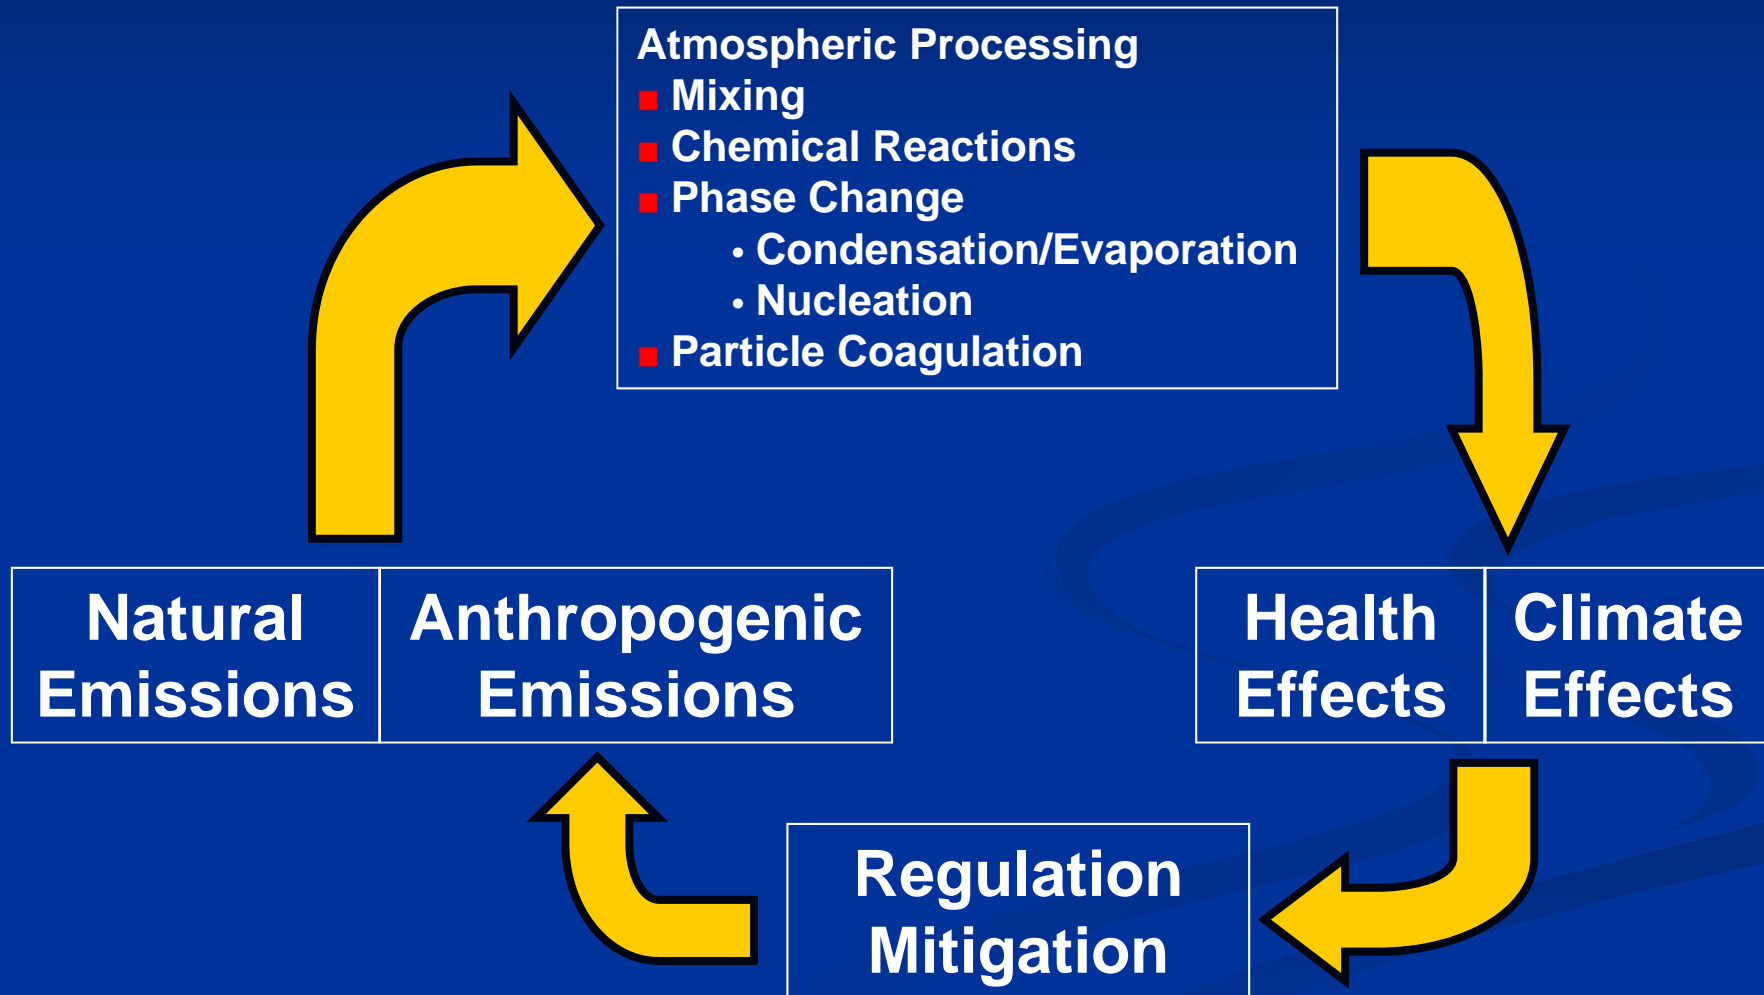 Atmospheric Processing
Mixing
Chemical Reactions
Phase Change
• Condensation/Evaporation
• Nucleation
Particle Coagulation
Natural
Emissions
Anthropogenic
Emissions
Health
Effects
Climate
Effects
Regulation
Mitigation